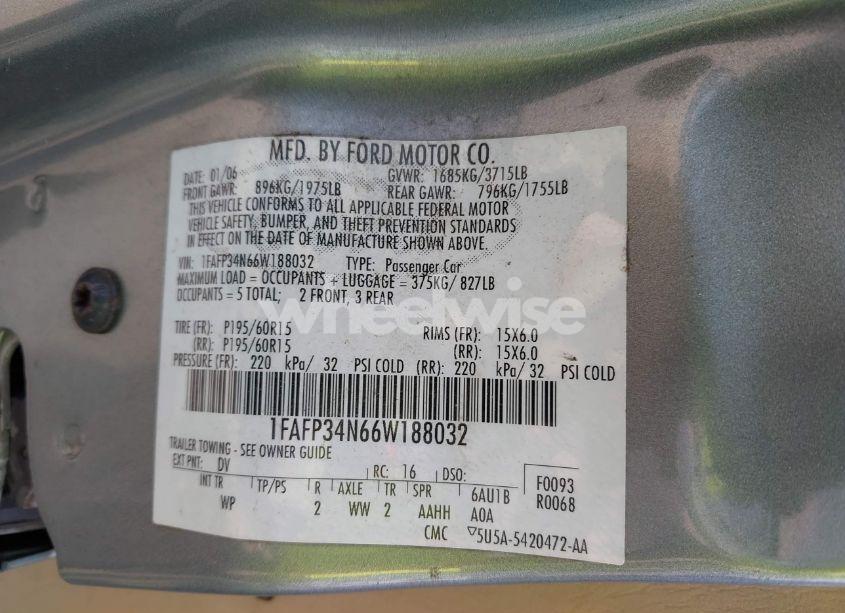 MFD. BY FORD MOTOR CO.
DATE: 01/06 GVWR: 1685KG/3715LB
FRONT GAWR: 896KG/1975LB REAR GAWR: 796KG/1755LB
THIS VEHICLE CONFORMS TO ALL APPLICABLE FEDERAL MOTOR
VEHICLE SAFETY, BUMPER, AND THEFT PREVENTION STANDARDS
IN EFFECT ON THE DATE OF MANUFACTURE SHOWN ABOVE.
VIN: 1FAFP34N66W188032 TYPE: Passenger Car
MAXIMUM LOAD = OCCUPANTS + LUGGAGE = 375KG/ 827LB
OCCUPANTS = 5 TOTAL; 2 FRONT, 3 REAR
wheelwise
TIRE (FR): P195/60R15 RIMS (FR): 15X6.0
(RR): P195/60R15 (RR): 15X6.0
PRESSURE (FR): 220 kPa/ 32 PSI COLD (RR): 220 kPa/ 32 PSI COLD
1FAFP34N66W188032
TRAILER TOWING - SEE OWNER GUIDE
EXT PNT: DV RC: 16 DSO: F0093
INT TR TP/PS R AXLE TR SPR 6AU1B R0068
WP 2 WW 2 AAHH A0A
CMC ▽5U5A-5420472-AA